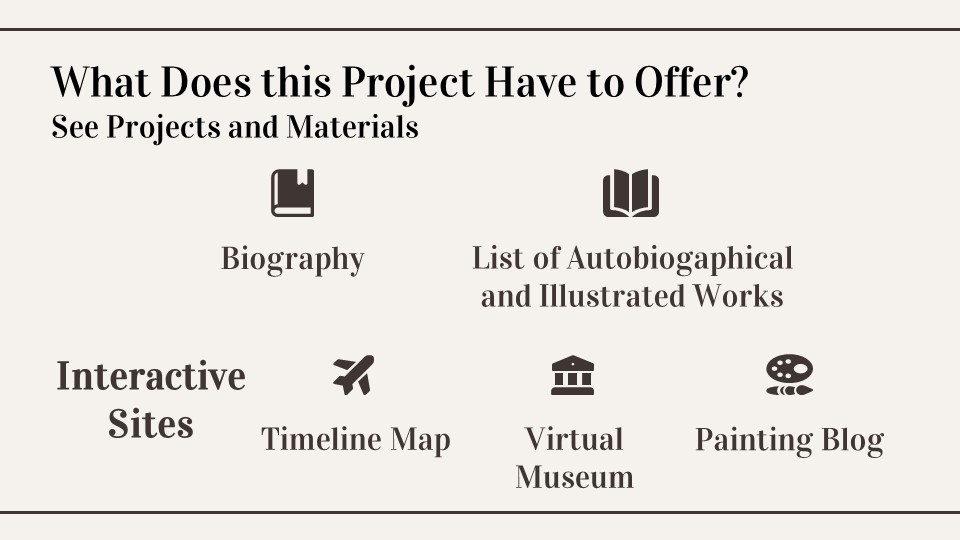 What Does this Project Have to Offer?
See Projects and Materials
Biography
List of Autobiogaphical
and Illustrated Works
Interactive
Sites
Timeline Map
Virtual
Museum
Painting Blog